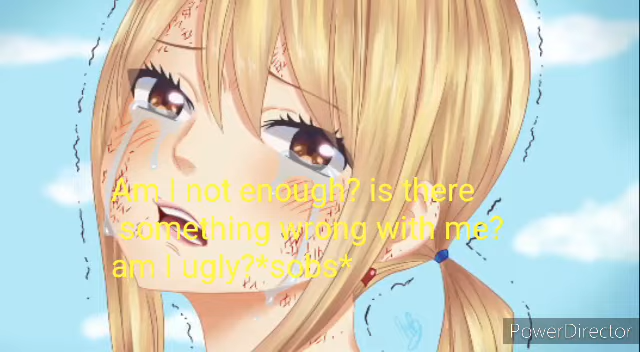 Am I not enough? is there
something wrong with me?
am I ugly?*sobs*
PowerDirector